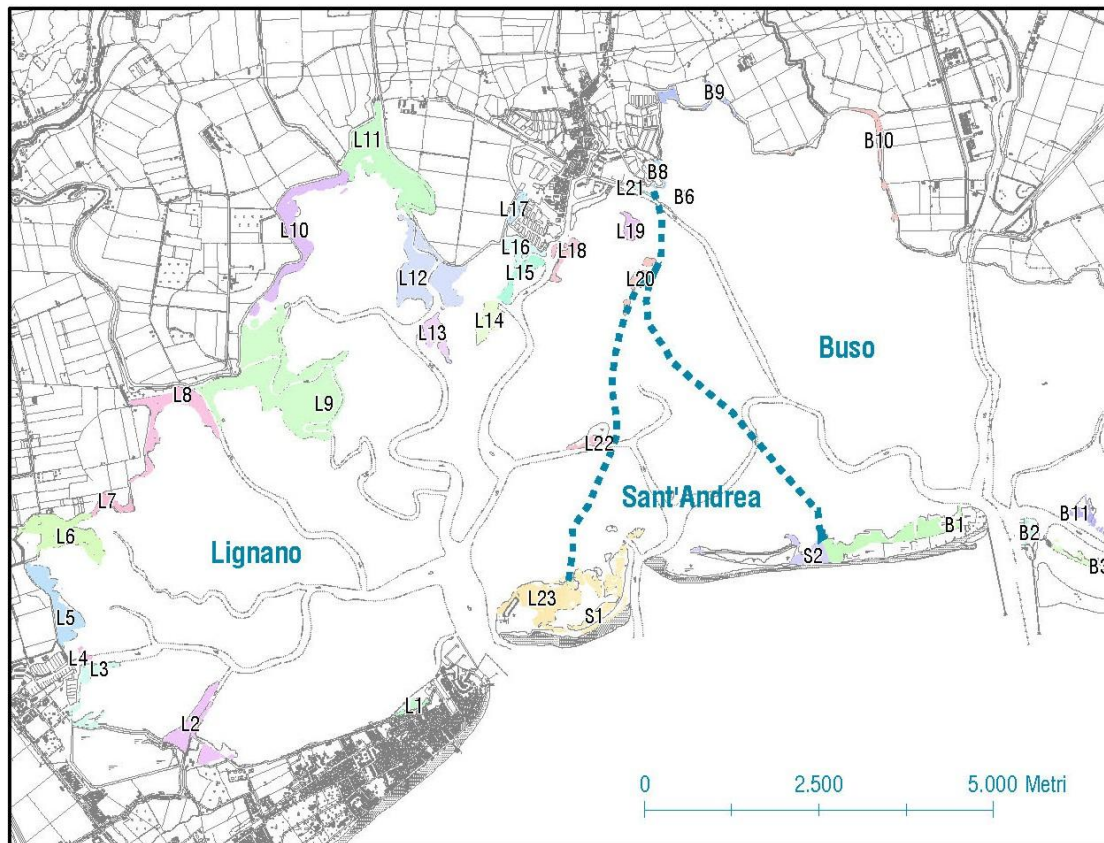 B9
B10
L11
B8
L21
B6
L17
L10
L19
L16
L18
L12
L15
L20
L14
L13
Buso
L8
L9
L22
Sant'Andrea
L7
B1
B11
L6
B2
Lignano
S2
B3
L23
L5
S1
L4
L3
L1
L2
0 2.500 5.000 Metri